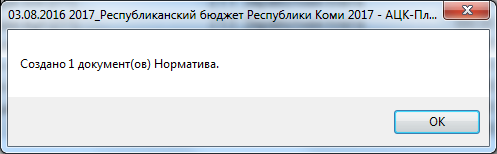 03.08.2016 2017_Республиканский бюджет Республики Коми 2017 - АЦК-Пл...
Создано 1 документ(ов) Норматива.
OK